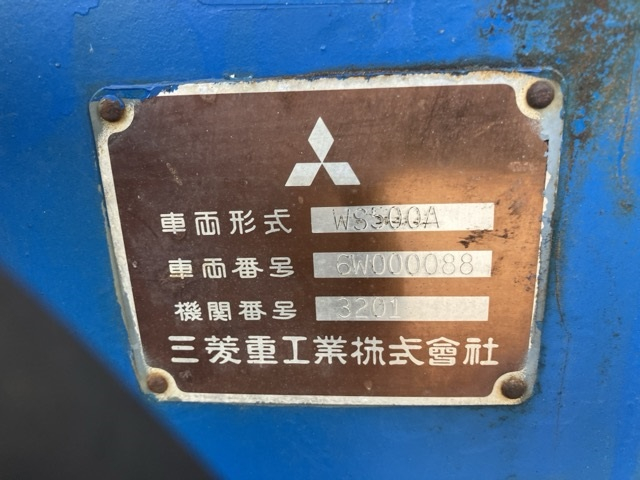 車両形式 WS500A
車両番号 6W000088
機関番号 3201
三菱重工業株式會社